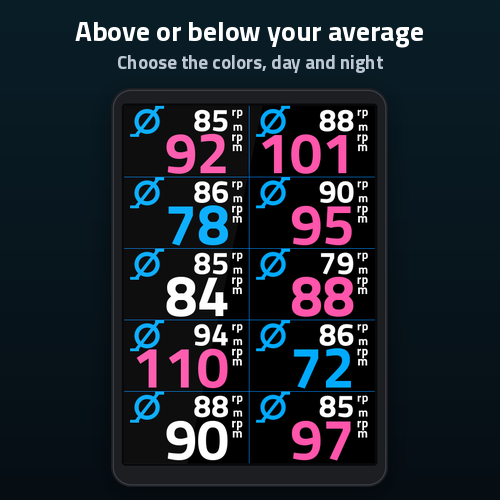 Above or below your average
Choose the colors, day and night
Ø 85 rpm Ø 88 rpm
92 rpm 101 rpm
Ø 86 rpm Ø 90 rpm
78 rpm 95 rpm
Ø 85 rpm Ø 79 rpm
84 rpm 88 rpm
Ø 94 rpm Ø 86 rpm
110 rpm 72 rpm
Ø 88 rpm Ø 85 rpm
90 rpm 97 rpm